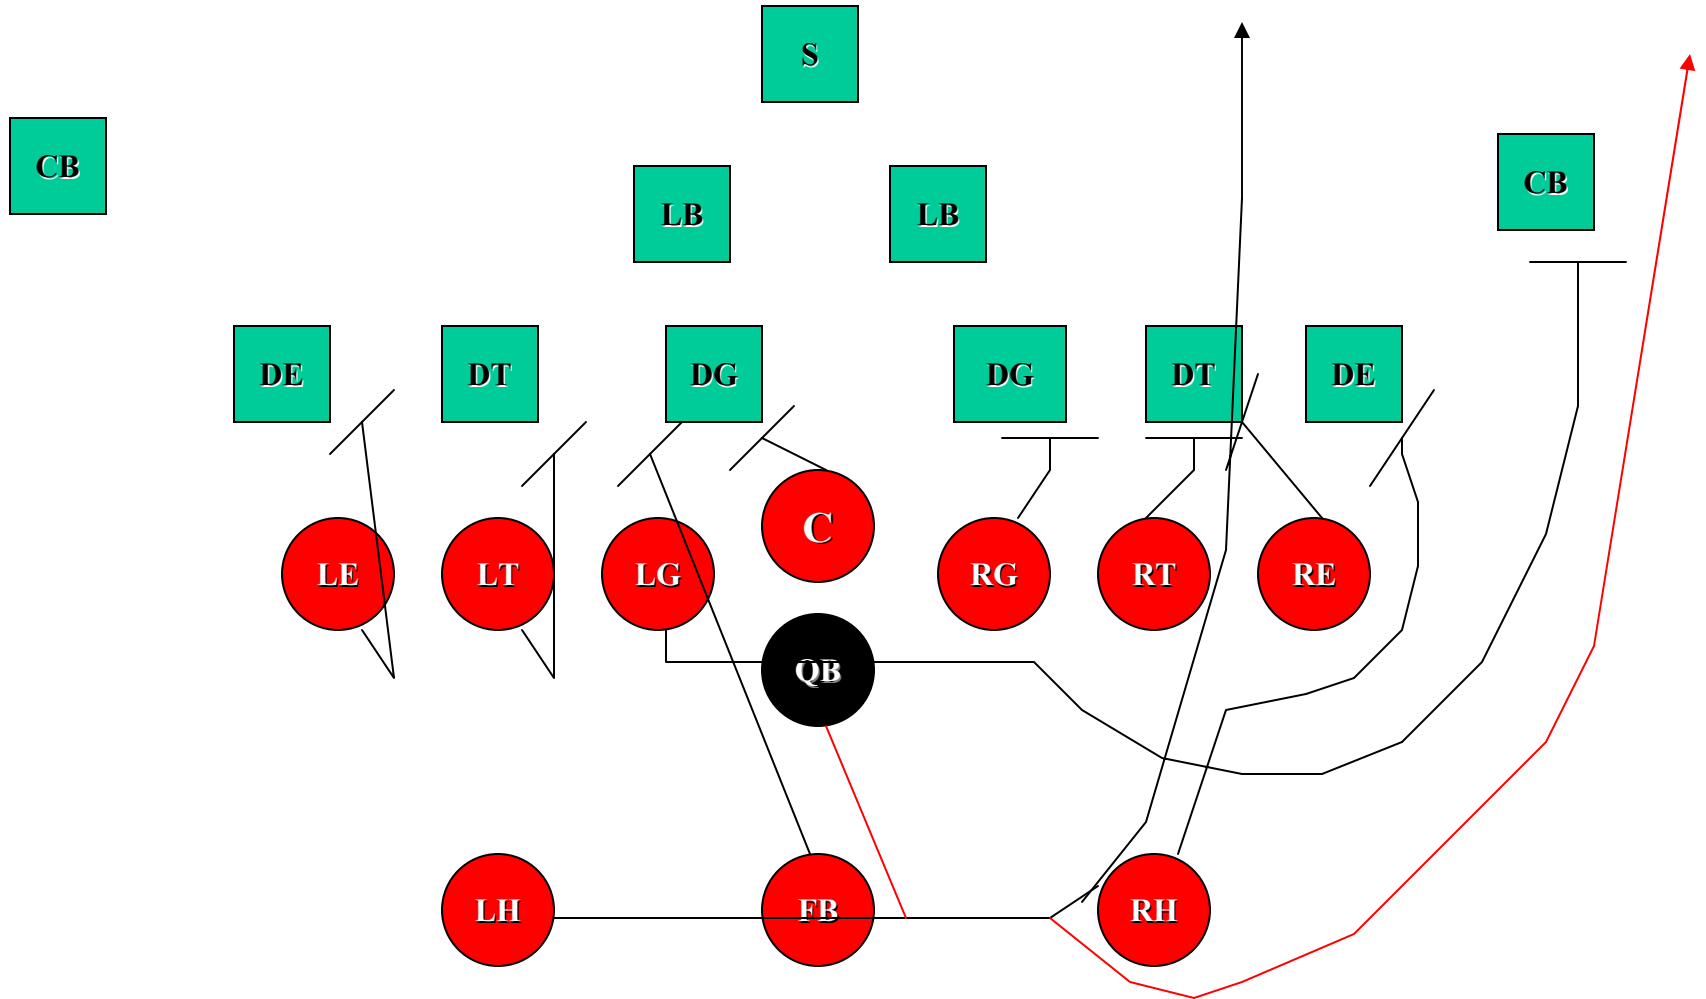 S
CB
CB
LB
LB
DE
DT
DG
DG
DT
DE
C
LE
LT
LG
RG
RT
RE
QB
LH
FB
RH